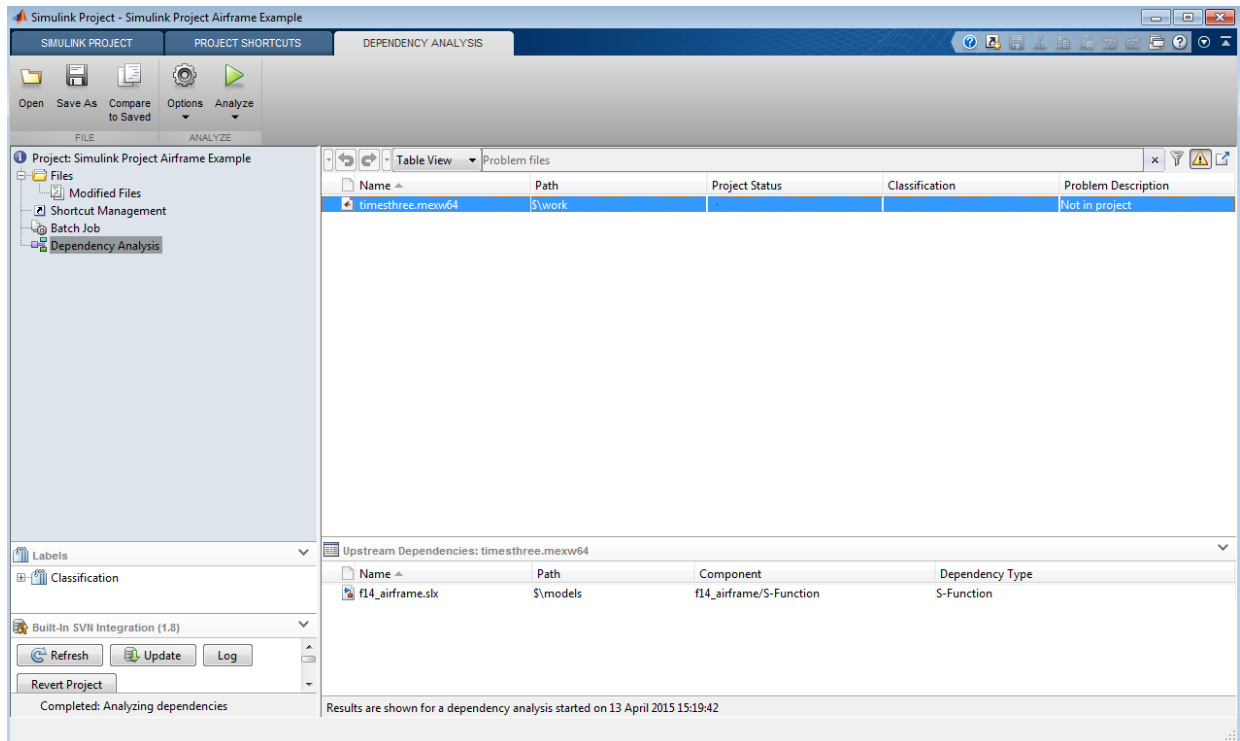 Simulink Project - Simulink Project Airframe Example
SIMULINK PROJECT
PROJECT SHORTCUTS
DEPENDENCY ANALYSIS
Open
Save As
Compare to Saved
Options
Analyze
FILE
ANALYZE
Project: Simulink Project Airframe Example
Files
Modified Files
Shortcut Management
Batch Job
Dependency Analysis
Table View
Problem files
Name Path Project Status Classification Problem Description
timesthree.mexw64 $\work - Not in project
Labels
Classification
Built-In SVN Integration (1.8)
Refresh Update Log
Revert Project
Completed: Analyzing dependencies
Upstream Dependencies: timesthree.mexw64
Name Path Component Dependency Type
f14_airframe.slx $\models f14_airframe/S-Function S-Function
Results are shown for a dependency analysis started on 13 April 2015 15:19:42